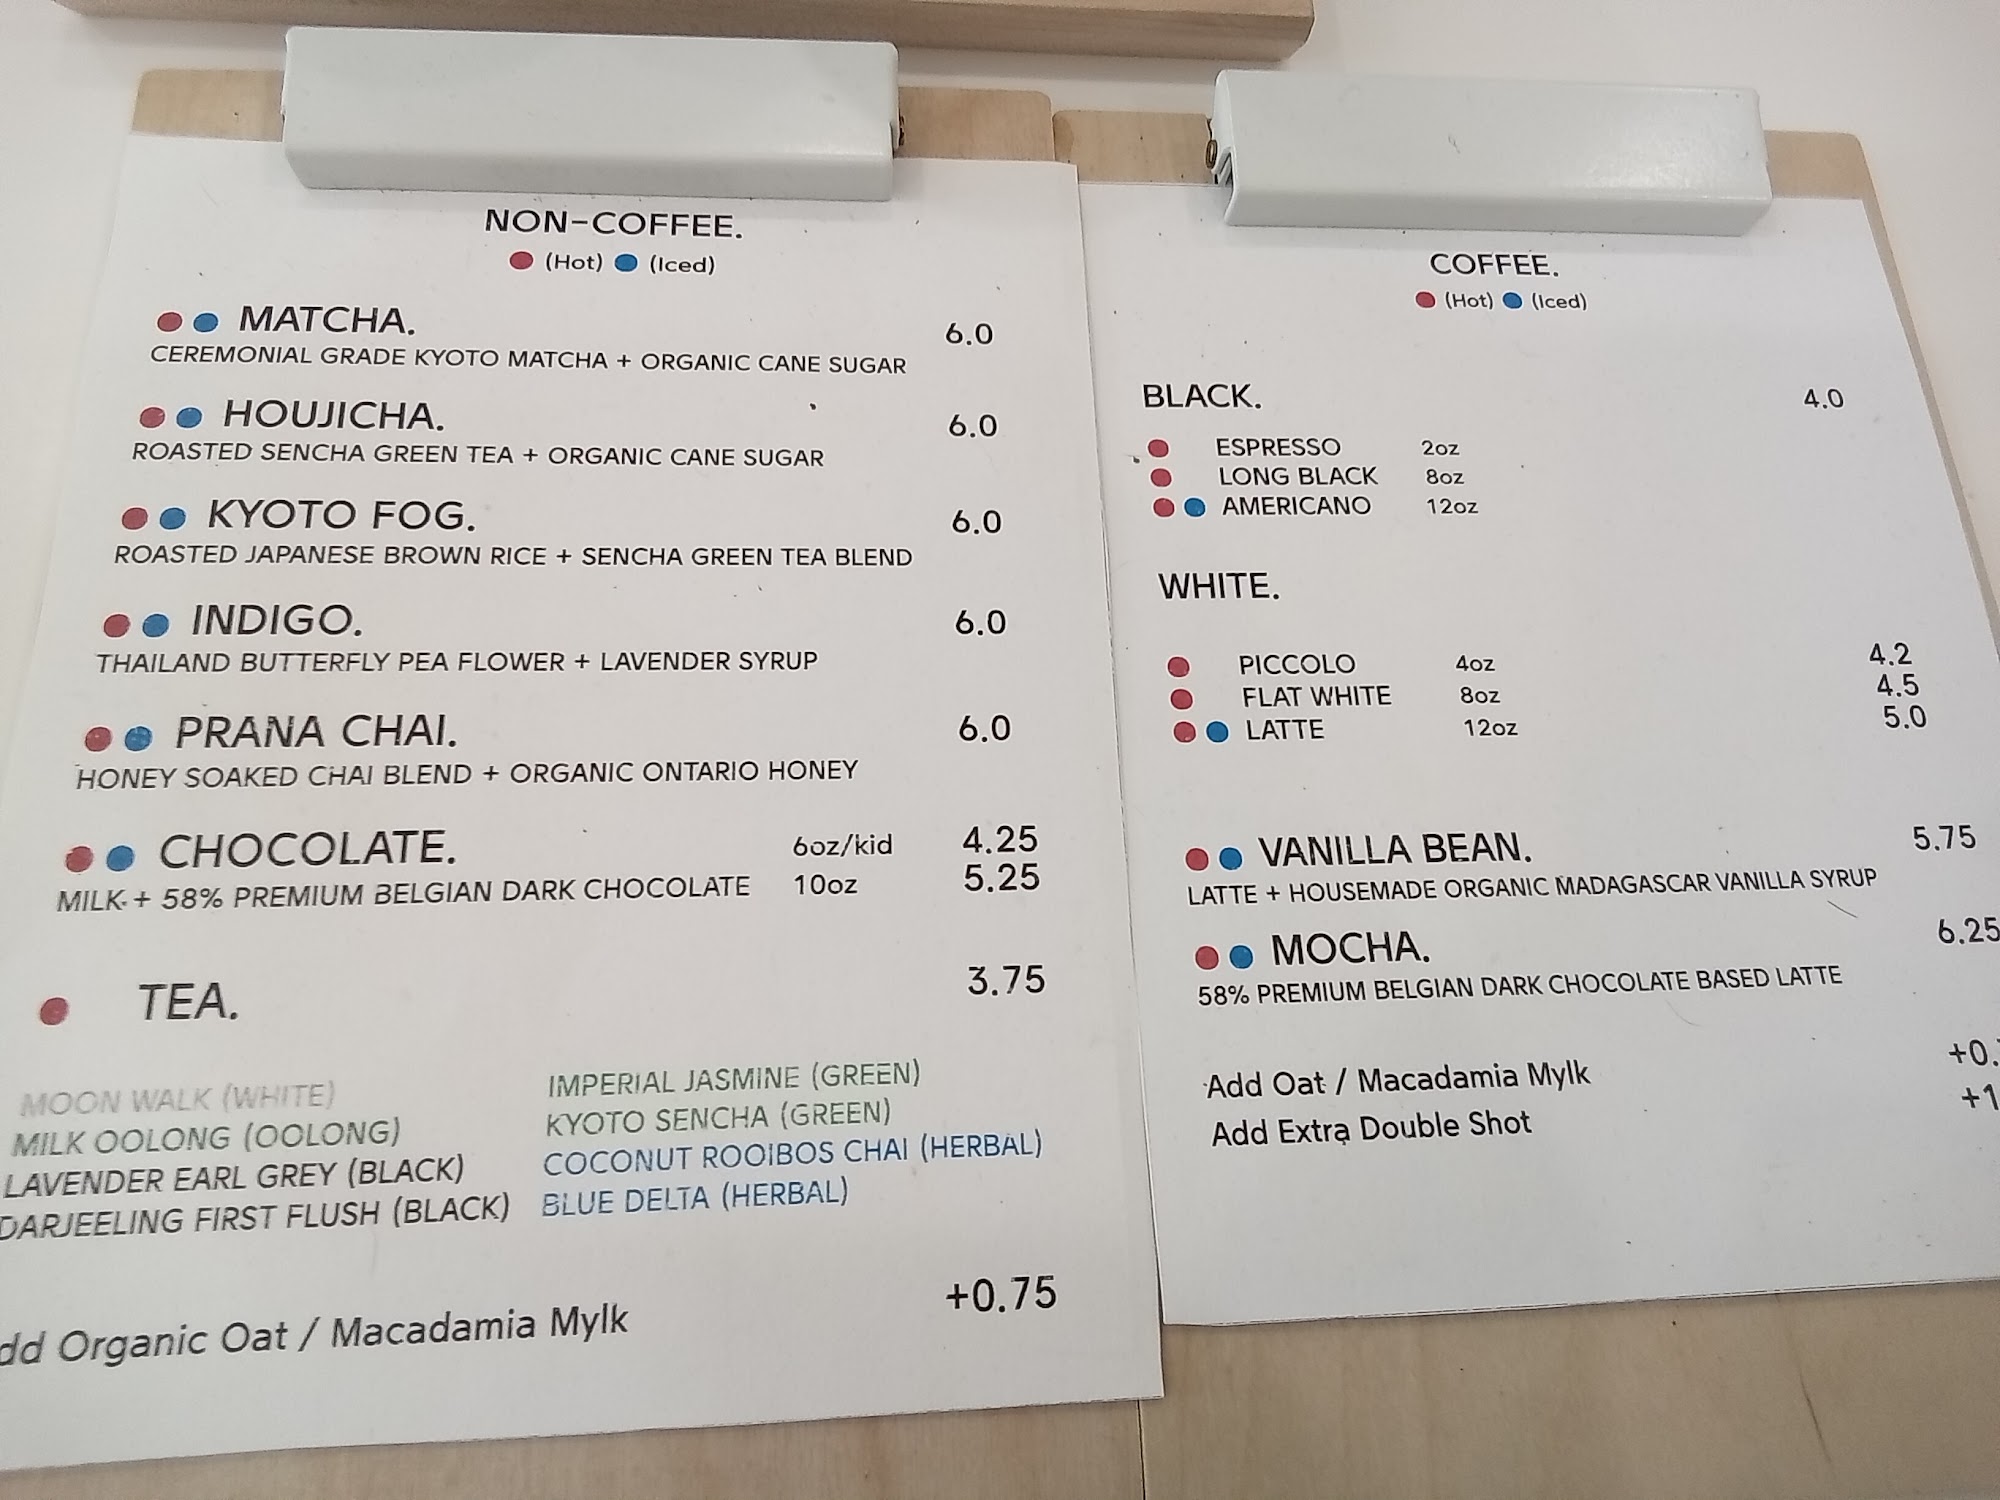 NON-COFFEE.
(Hot) (Iced)
MATCHA. 6.0
CEREMONIAL GRADE KYOTO MATCHA + ORGANIC CANE SUGAR
HOUJICHA. 6.0
ROASTED SENCHA GREEN TEA + ORGANIC CANE SUGAR
KYOTO FOG. 6.0
ROASTED JAPANESE BROWN RICE + SENCHA GREEN TEA BLEND
INDIGO. 6.0
THAILAND BUTTERFLY PEA FLOWER + LAVENDER SYRUP
PRANA CHAI. 6.0
HONEY SOAKED CHAI BLEND + ORGANIC ONTARIO HONEY
CHOCOLATE. 6oz/kid 4.25
MILK + 58% PREMIUM BELGIAN DARK CHOCOLATE 10oz 5.25
TEA. 3.75
MOON WALK (WHITE)
MILK OOLONG (OOLONG)
LAVENDER EARL GREY (BLACK)
DARJEELING FIRST FLUSH (BLACK)
IMPERIAL JASMINE (GREEN)
KYOTO SENCHA (GREEN)
COCONUT ROOIBOS CHAI (HERBAL)
BLUE DELTA (HERBAL)
dd Organic Oat / Macadamia Mylk +0.75
COFFEE.
(Hot) (Iced)
BLACK. 4.0
ESPRESSO 2oz
LONG BLACK 8oz
AMERICANO 12oz
WHITE.
PICCOLO 4oz 4.2
FLAT WHITE 8oz 4.5
LATTE 12oz 5.0
VANILLA BEAN. 5.75
LATTE + HOUSEMADE ORGANIC MADAGASCAR VANILLA SYRUP
MOCHA. 6.25
58% PREMIUM BELGIAN DARK CHOCOLATE BASED LATTE
Add Oat / Macadamia Mylk +0.
Add Extra Double Shot +1